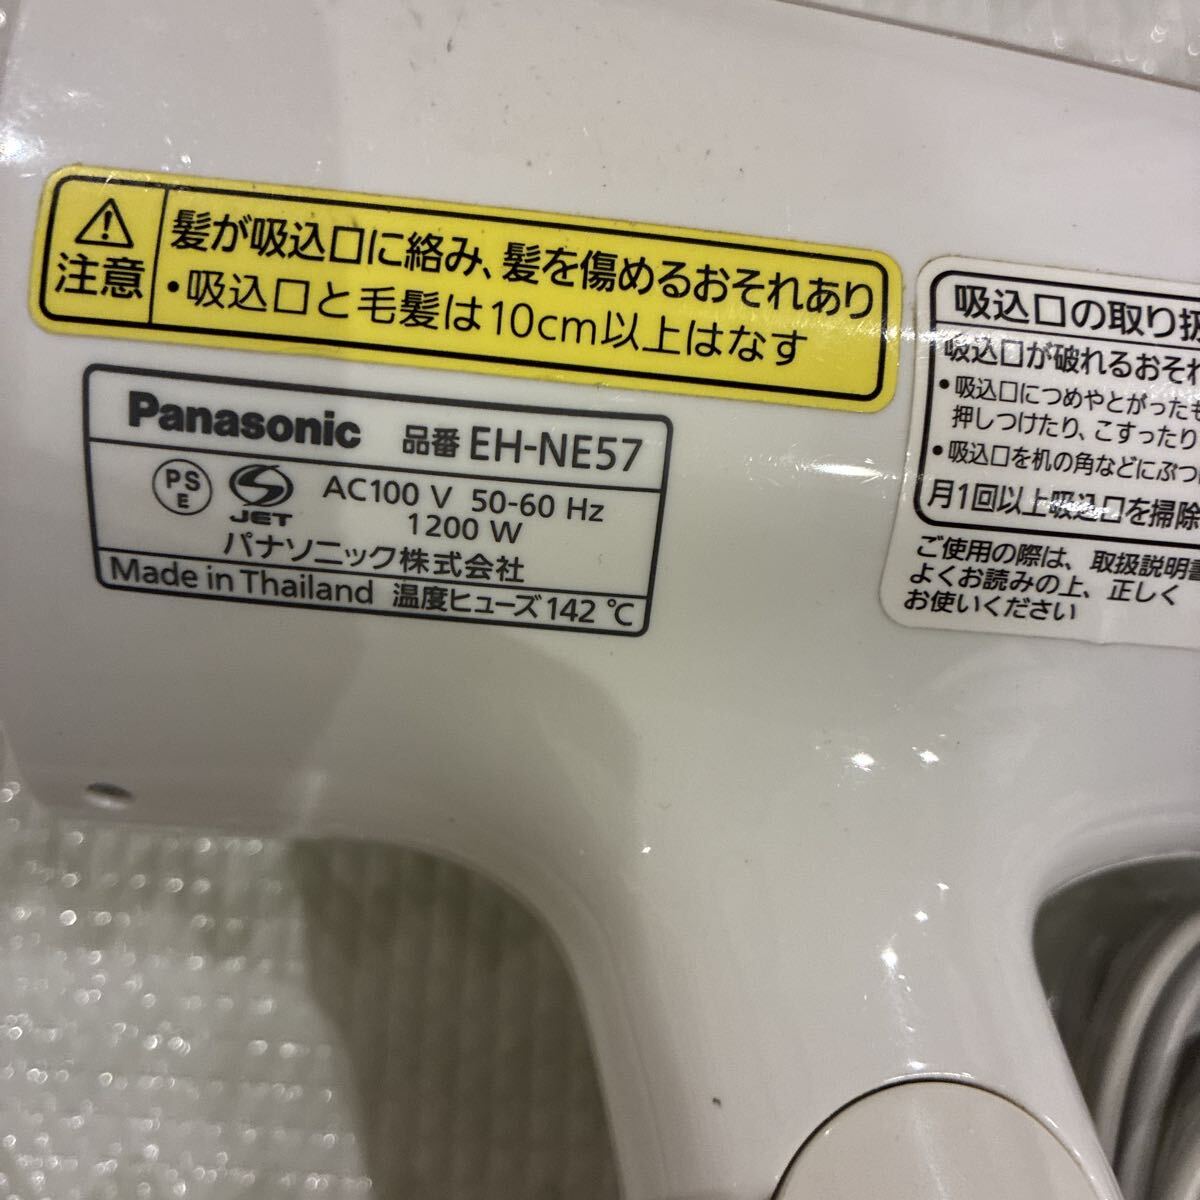 注意
髪が吸込口に絡み、髪を傷めるおそれあり
・吸込口と毛髪は10cm以上はなす
Panasonic 品番 EH-NE57
PS E JET AC100 V 50-60 Hz
1200 W
パナソニック株式会社
Made in Thailand 温度ヒューズ142 ℃
吸込口の取り扱
吸込口が破れるおそれ
・吸込口につめやとがったも
押しつけたり、こすったり
・吸込口を机の角などにぶつ
月1回以上吸込口を掃除
ご使用の際は、取扱説明書
よくお読みの上、正しく
お使いください